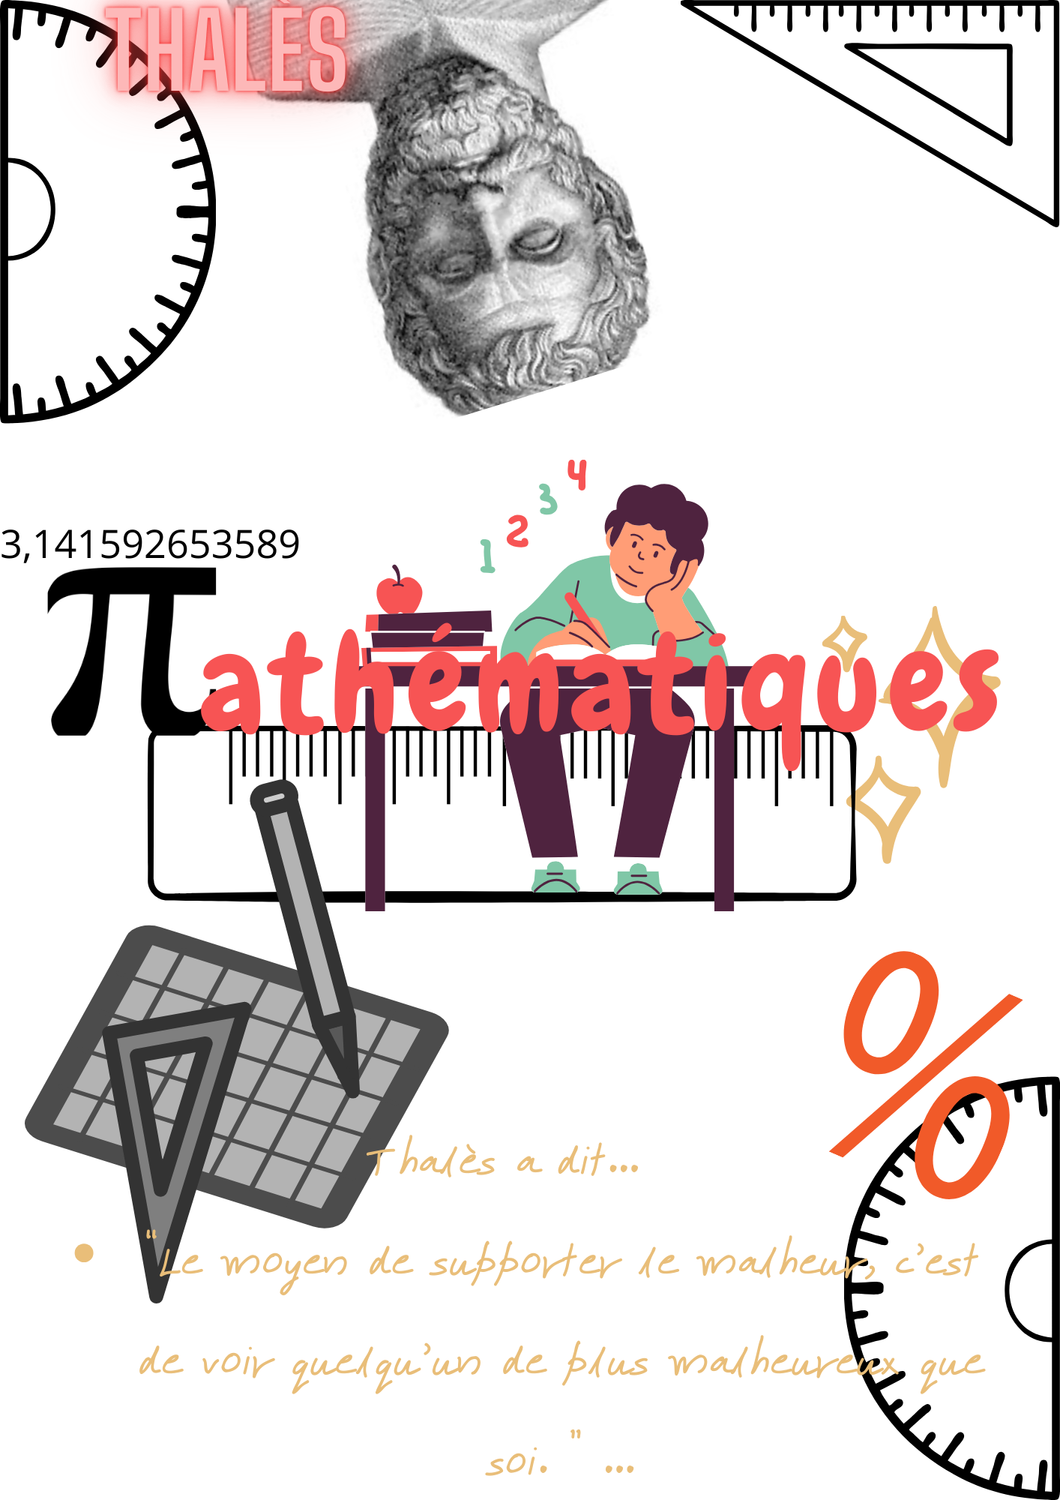 THALÈS
1 2 3 4
3,141592653589
πathématiques
%
Thalès a dit...
• "Le moyen de supporter le malheur, c'est
de voir quelqu'un de plus malheureux que
soi. " ...